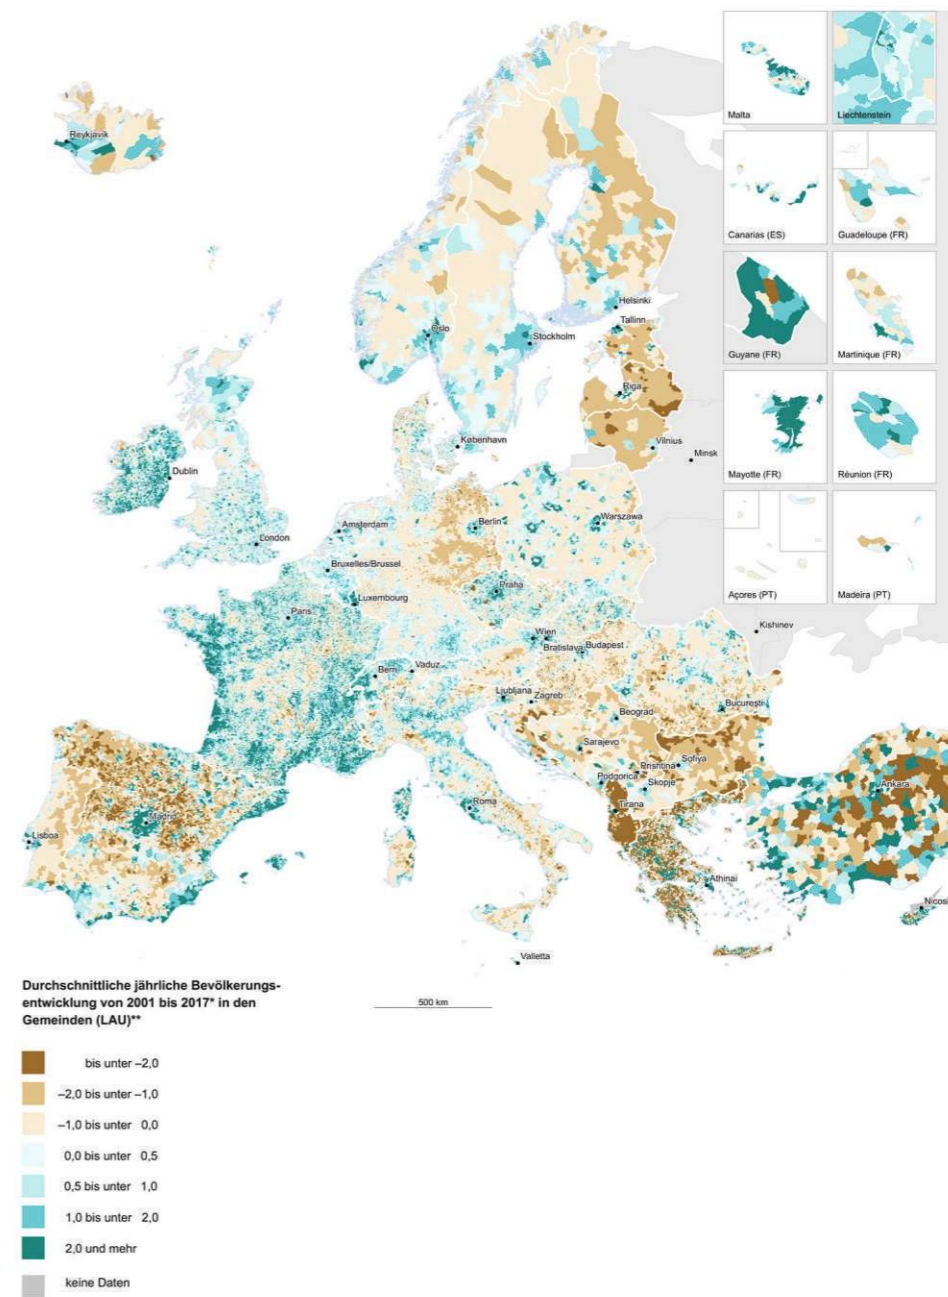 Malta
Liechtenstein
Reykjavik
Canarias (ES)
Guadeloupe (FR)
Helsinki
Tallinn
Oslo
Stockholm
Guyane (FR)
Martinique (FR)
Riga
København
Vilnius
Minsk
Dublin
Mayotte (FR)
Réunion (FR)
Amsterdam
Berlin
Warszawa
London
Bruxelles/Brussel
Praha
Luxembourg
Açores (PT)
Madeira (PT)
Paris
Kishinev
Wien
Bratislava
Budapest
Bern
Vaduz
Ljubljana
Zagreb
Beograd
Bucureşti
Sarajevo
Prishtina
Sofiya
Podgorica
Skopje
Ankara
Tirana
Roma
Madrid
Lisboa
Athinai
Nicosi
Valletta
Durchschnittliche jährliche Bevölkerungs-
entwicklung von 2001 bis 2017* in den
Gemeinden (LAU)**
500 km
bis unter –2,0
–2,0 bis unter –1,0
–1,0 bis unter 0,0
0,0 bis unter 0,5
0,5 bis unter 1,0
1,0 bis unter 2,0
2,0 und mehr
keine Daten